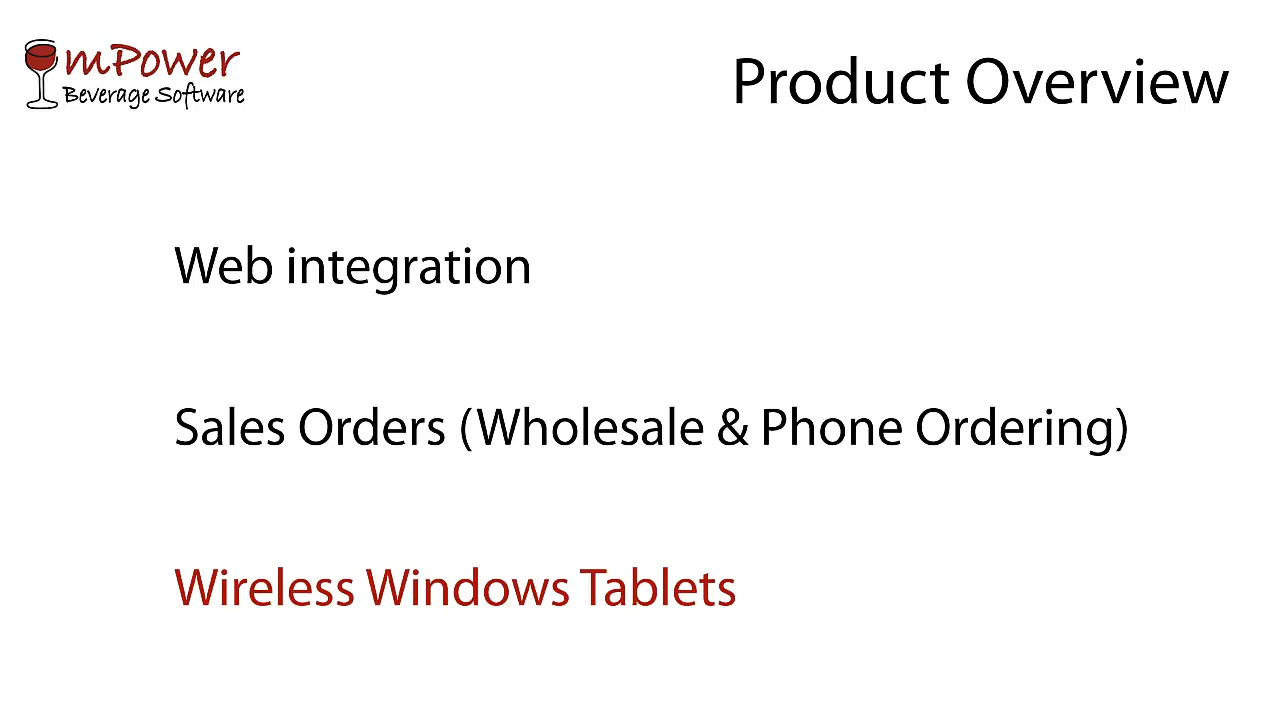 mPower
Beverage Software
Product Overview
Web integration
Sales Orders (Wholesale & Phone Ordering)
Wireless Windows Tablets